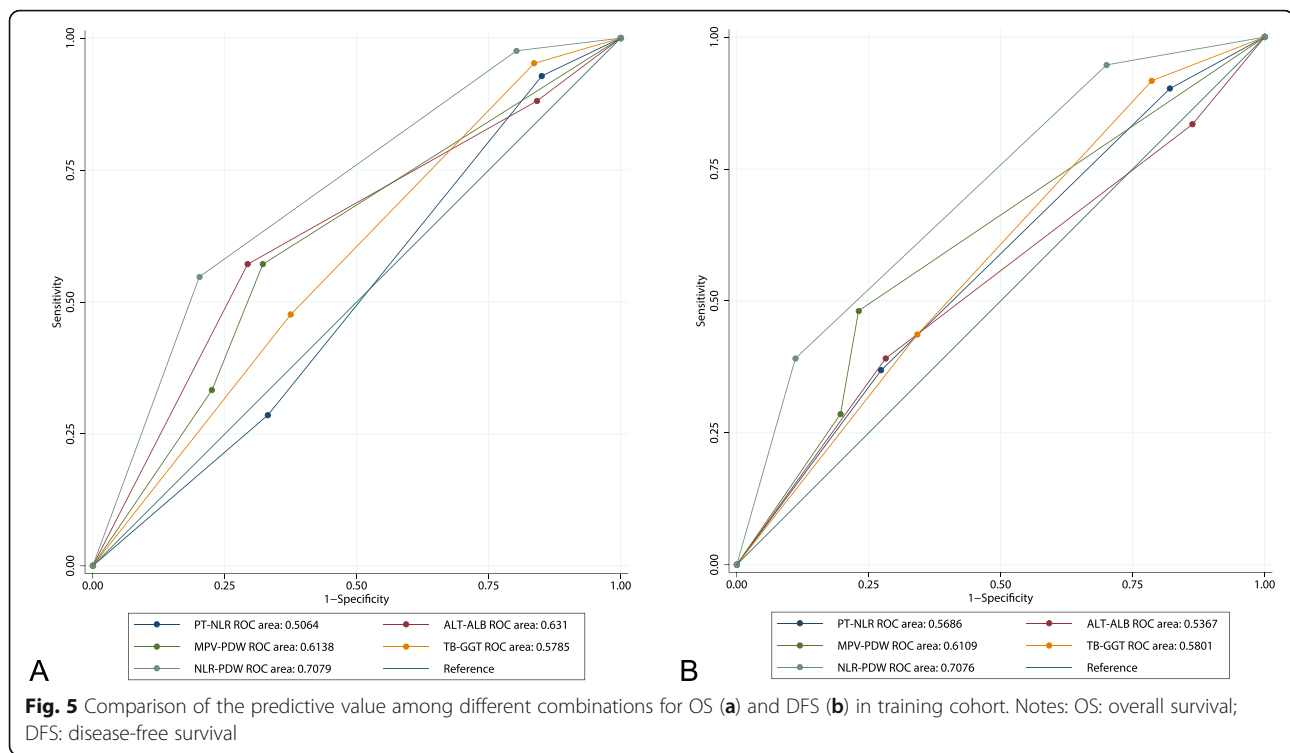 1.00
0.75
Sensitivity
0.50
0.25
0.00
0.00 0.25 0.50 0.75 1.00
1−Specificity
PT-NLR ROC area: 0.5064 ALT-ALB ROC area: 0.631
MPV-PDW ROC area: 0.6138 TB-GGT ROC area: 0.5785
NLR-PDW ROC area: 0.7079 Reference
A
1.00
0.75
Sensitivity
0.50
0.25
0.00
0.00 0.25 0.50 0.75 1.00
1−Specificity
PT-NLR ROC area: 0.5686 ALT-ALB ROC area: 0.5367
MPV-PDW ROC area: 0.6109 TB-GGT ROC area: 0.5801
NLR-PDW ROC area: 0.7076 Reference
B
Fig. 5 Comparison of the predictive value among different combinations for OS (a) and DFS (b) in training cohort. Notes: OS: overall survival;
DFS: disease-free survival